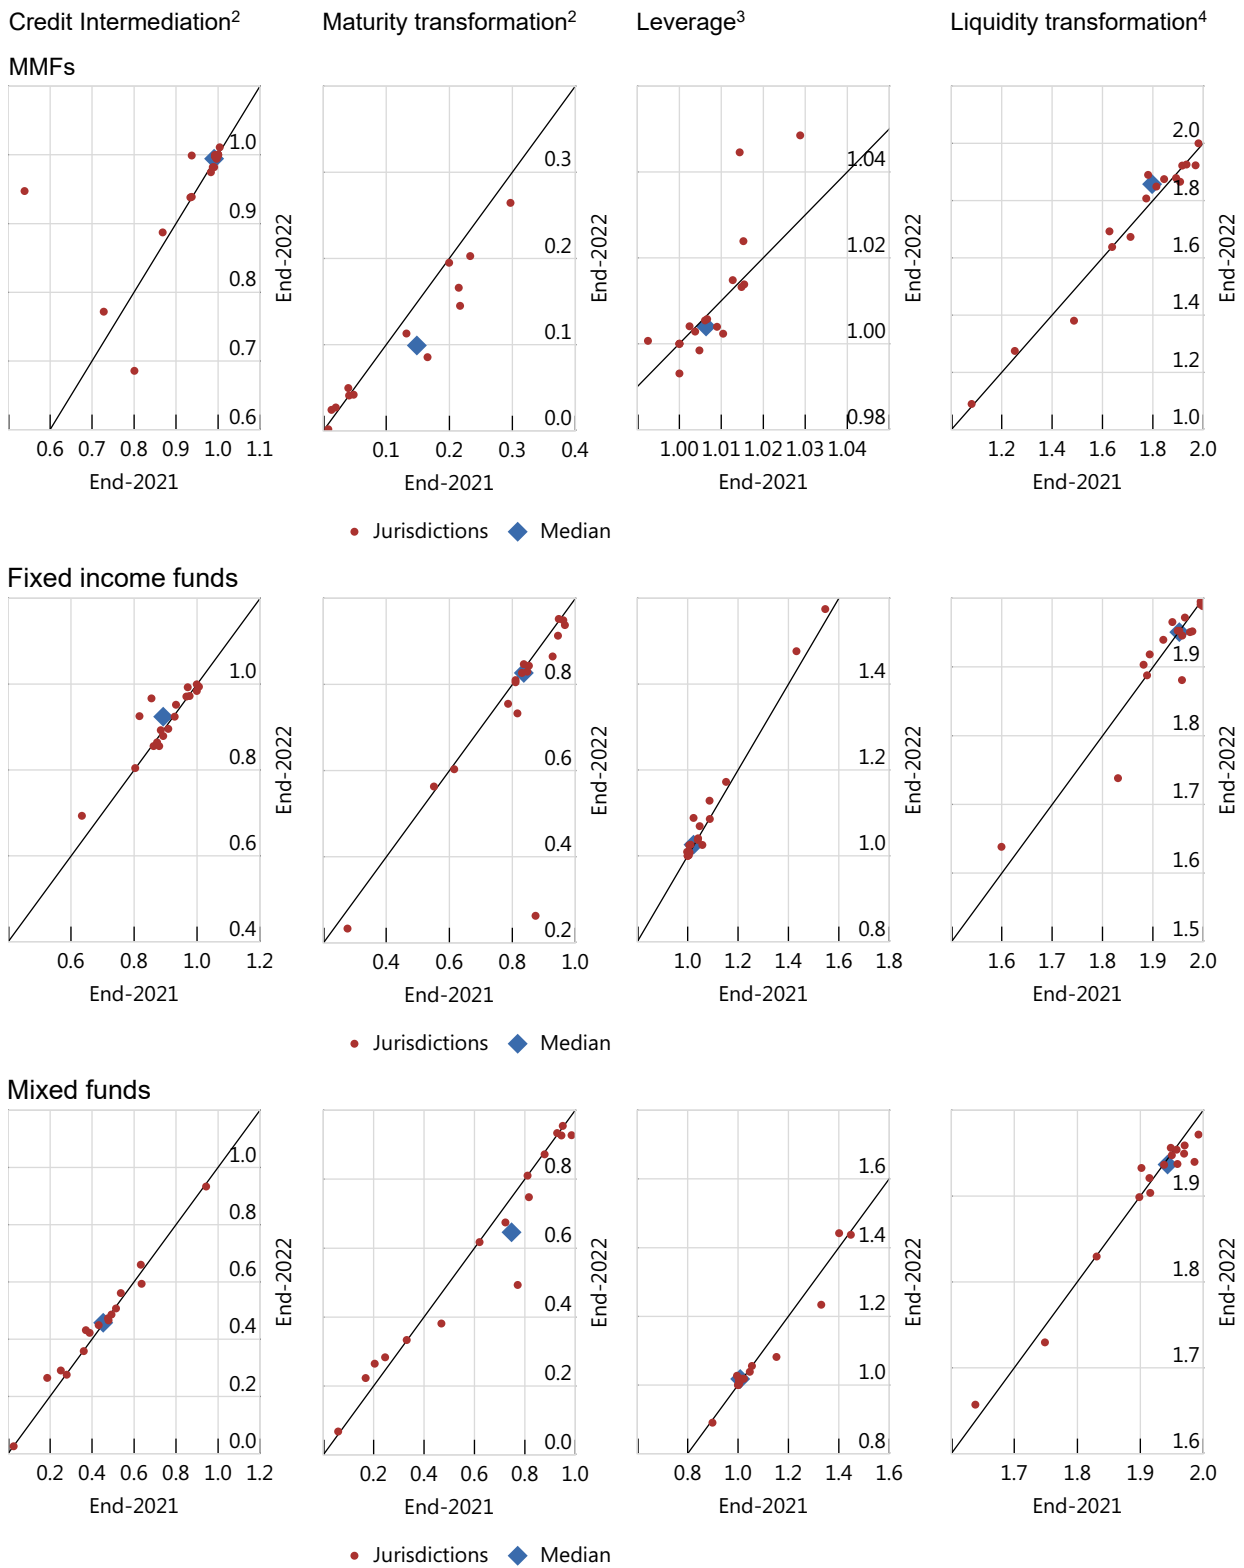 Credit Intermediation2 Maturity transformation2 Leverage3 Liquidity transformation4
MMFs
1.0 0.3 1.04 2.0
0.9 0.2 1.02 1.8
0.8 0.1 1.00 1.6
0.7 0.0 0.98 1.4
0.6 1.2
1.0
End-2022 End-2022 End-2022 End-2022
0.6 0.7 0.8 0.9 1.0 1.1 0.1 0.2 0.3 0.4 1.00 1.01 1.02 1.03 1.04 1.2 1.4 1.6 1.8 2.0
End-2021 End-2021 End-2021 End-2021
Jurisdictions Median
Fixed income funds
1.0 0.8 1.4 1.9
0.8 0.6 1.2 1.8
0.6 0.4 1.0 1.7
0.4 0.2 0.8 1.6
1.5
End-2022 End-2022 End-2022 End-2022
0.6 0.8 1.0 1.2 0.4 0.6 0.8 1.0 1.0 1.2 1.4 1.6 1.8 1.6 1.7 1.8 1.9 2.0
End-2021 End-2021 End-2021 End-2021
Jurisdictions Median
Mixed funds
1.0 0.8 1.6 1.9
0.8 0.6 1.4 1.8
0.6 0.4 1.2 1.7
0.4 0.2 1.0 1.6
0.2 0.0 0.8
0.0
End-2022 End-2022 End-2022 End-2022
0.2 0.4 0.6 0.8 1.0 1.2 0.2 0.4 0.6 0.8 1.0 0.8 1.0 1.2 1.4 1.6 1.7 1.8 1.9 2.0
End-2021 End-2021 End-2021 End-2021
Jurisdictions Median